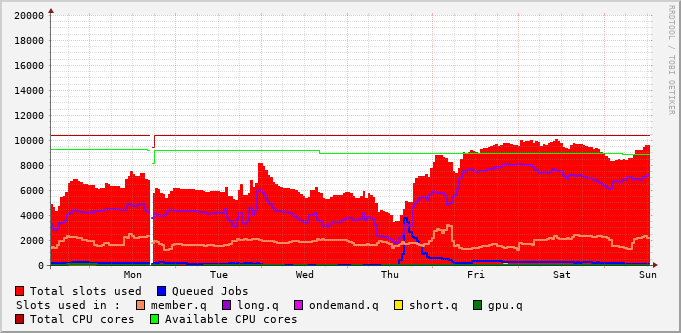 20000
18000
16000
14000
12000
10000
8000
6000
4000
2000
0
Mon Tue Wed Thu Fri Sat Sun
RRDTOOL / TOBI OETIKER
Total slots used Queued Jobs
Slots used in : member.q long.q ondemand.q short.q gpu.q
Total CPU cores Available CPU cores